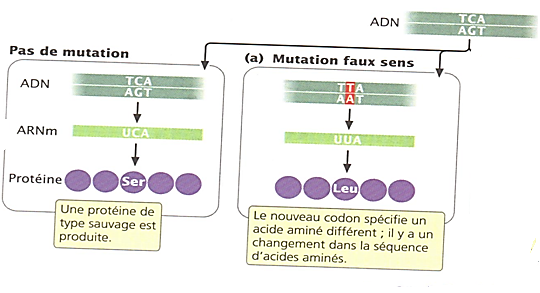 ADN
TCA
AGT
Pas de mutation
ADN
TCA
AGT
ARNm
UCA
Protéine
Ser
Une protéine de
type sauvage est
produite.
(a) Mutation faux sens
TTA
AAT
UUA
Leu
Le nouveau codon spécifie un
acide aminé différent ; il y a un
changement dans la séquence
d'acides aminés.